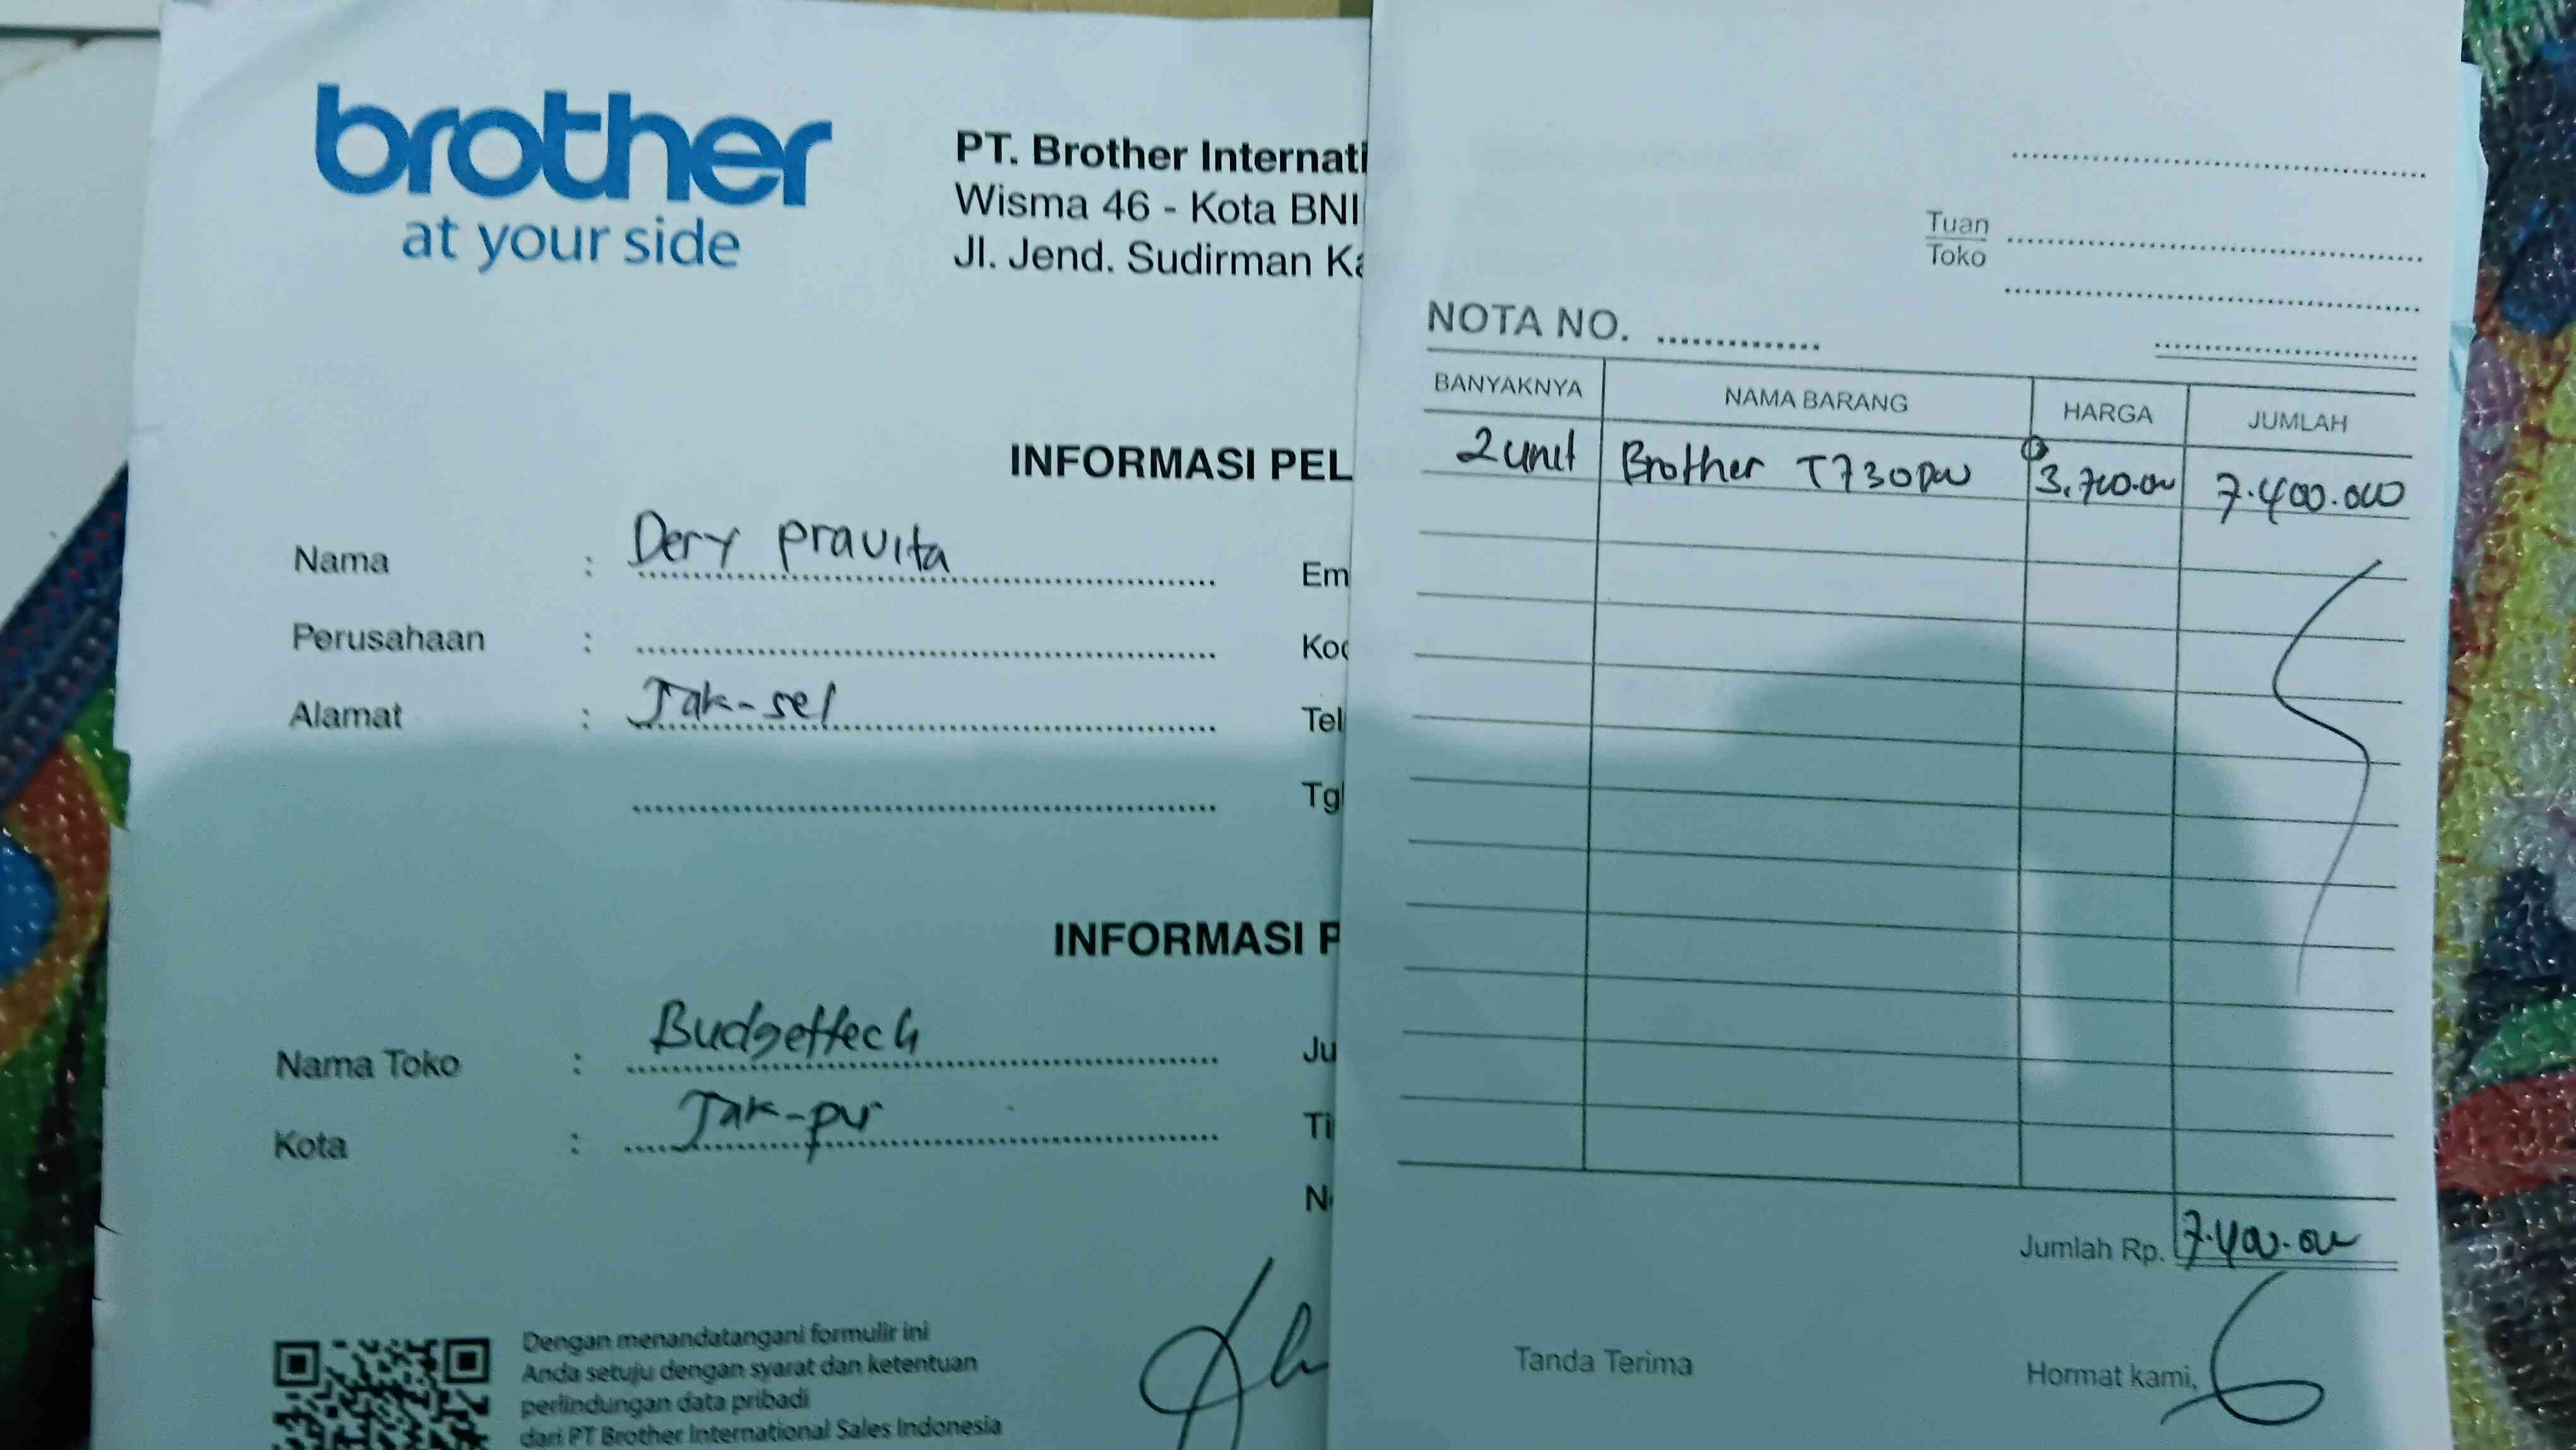 brother
at your side
PT. Brother Internati
Wisma 46 - Kota BNI
Jl. Jend. Sudirman Ka
INFORMASI PEL
Nama : Dery pravita
Em
Perusahaan :
Kod
Alamat : Jak-sel
Tel
Tgl
INFORMASI P
Nama Toko : Budgettech
Ju
Kota : Jak-pus
Ti
N
Dengan menandatangani formulir ini
Anda setuju dengan syarat dan ketentuan
perlindungan data pribadi
dari PT Brother International Sales Indonesia
Tuan
Toko
NOTA NO.
BANYAKNYA NAMA BARANG HARGA JUMLAH
2 unit Brother T730DW 3.700.000 7.400.000
Jumlah Rp. 7.400.000
Tanda Terima Hormat kami,